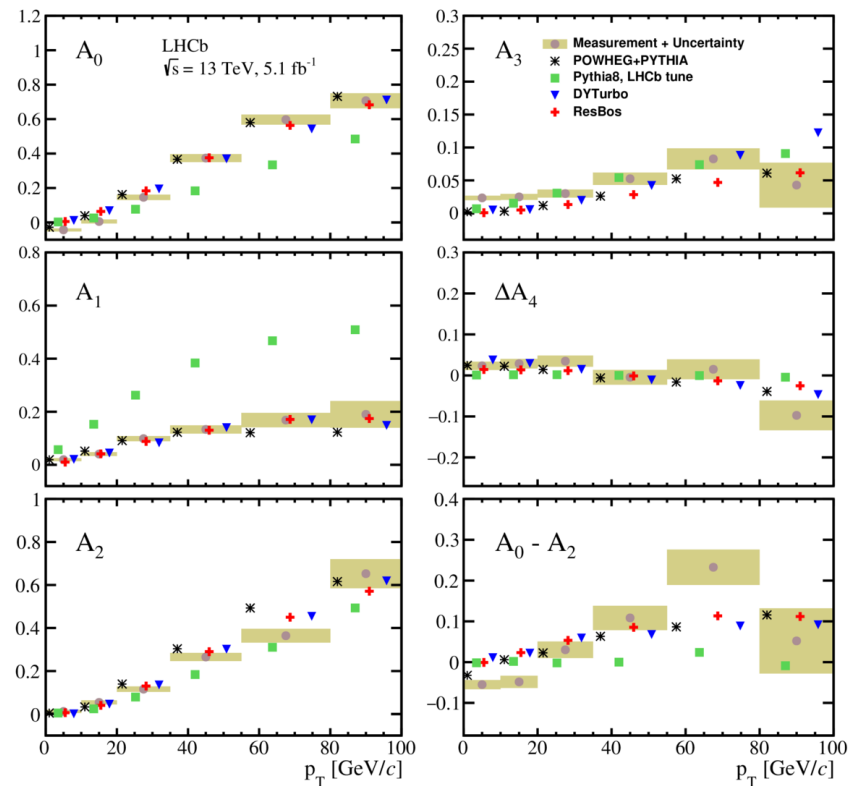 A₀
LHCb
√s = 13 TeV, 5.1 fb⁻¹
1.2
1
0.8
0.6
0.4
0.2
0
A₃
Measurement + Uncertainty
POWHEG+PYTHIA
Pythia8, LHCb tune
DYTurbo
ResBos
0.3
0.25
0.2
0.15
0.1
0.05
0
A₁
1
0.8
0.6
0.4
0.2
0
ΔA₄
0.3
0.2
0.1
0
−0.1
−0.2
A₂
1
0.8
0.6
0.4
0.2
0
0 20 40 60 80 100
p_T [GeV/c]
A₀ - A₂
0.4
0.3
0.2
0.1
0
−0.1
0 20 40 60 80 100
p_T [GeV/c]